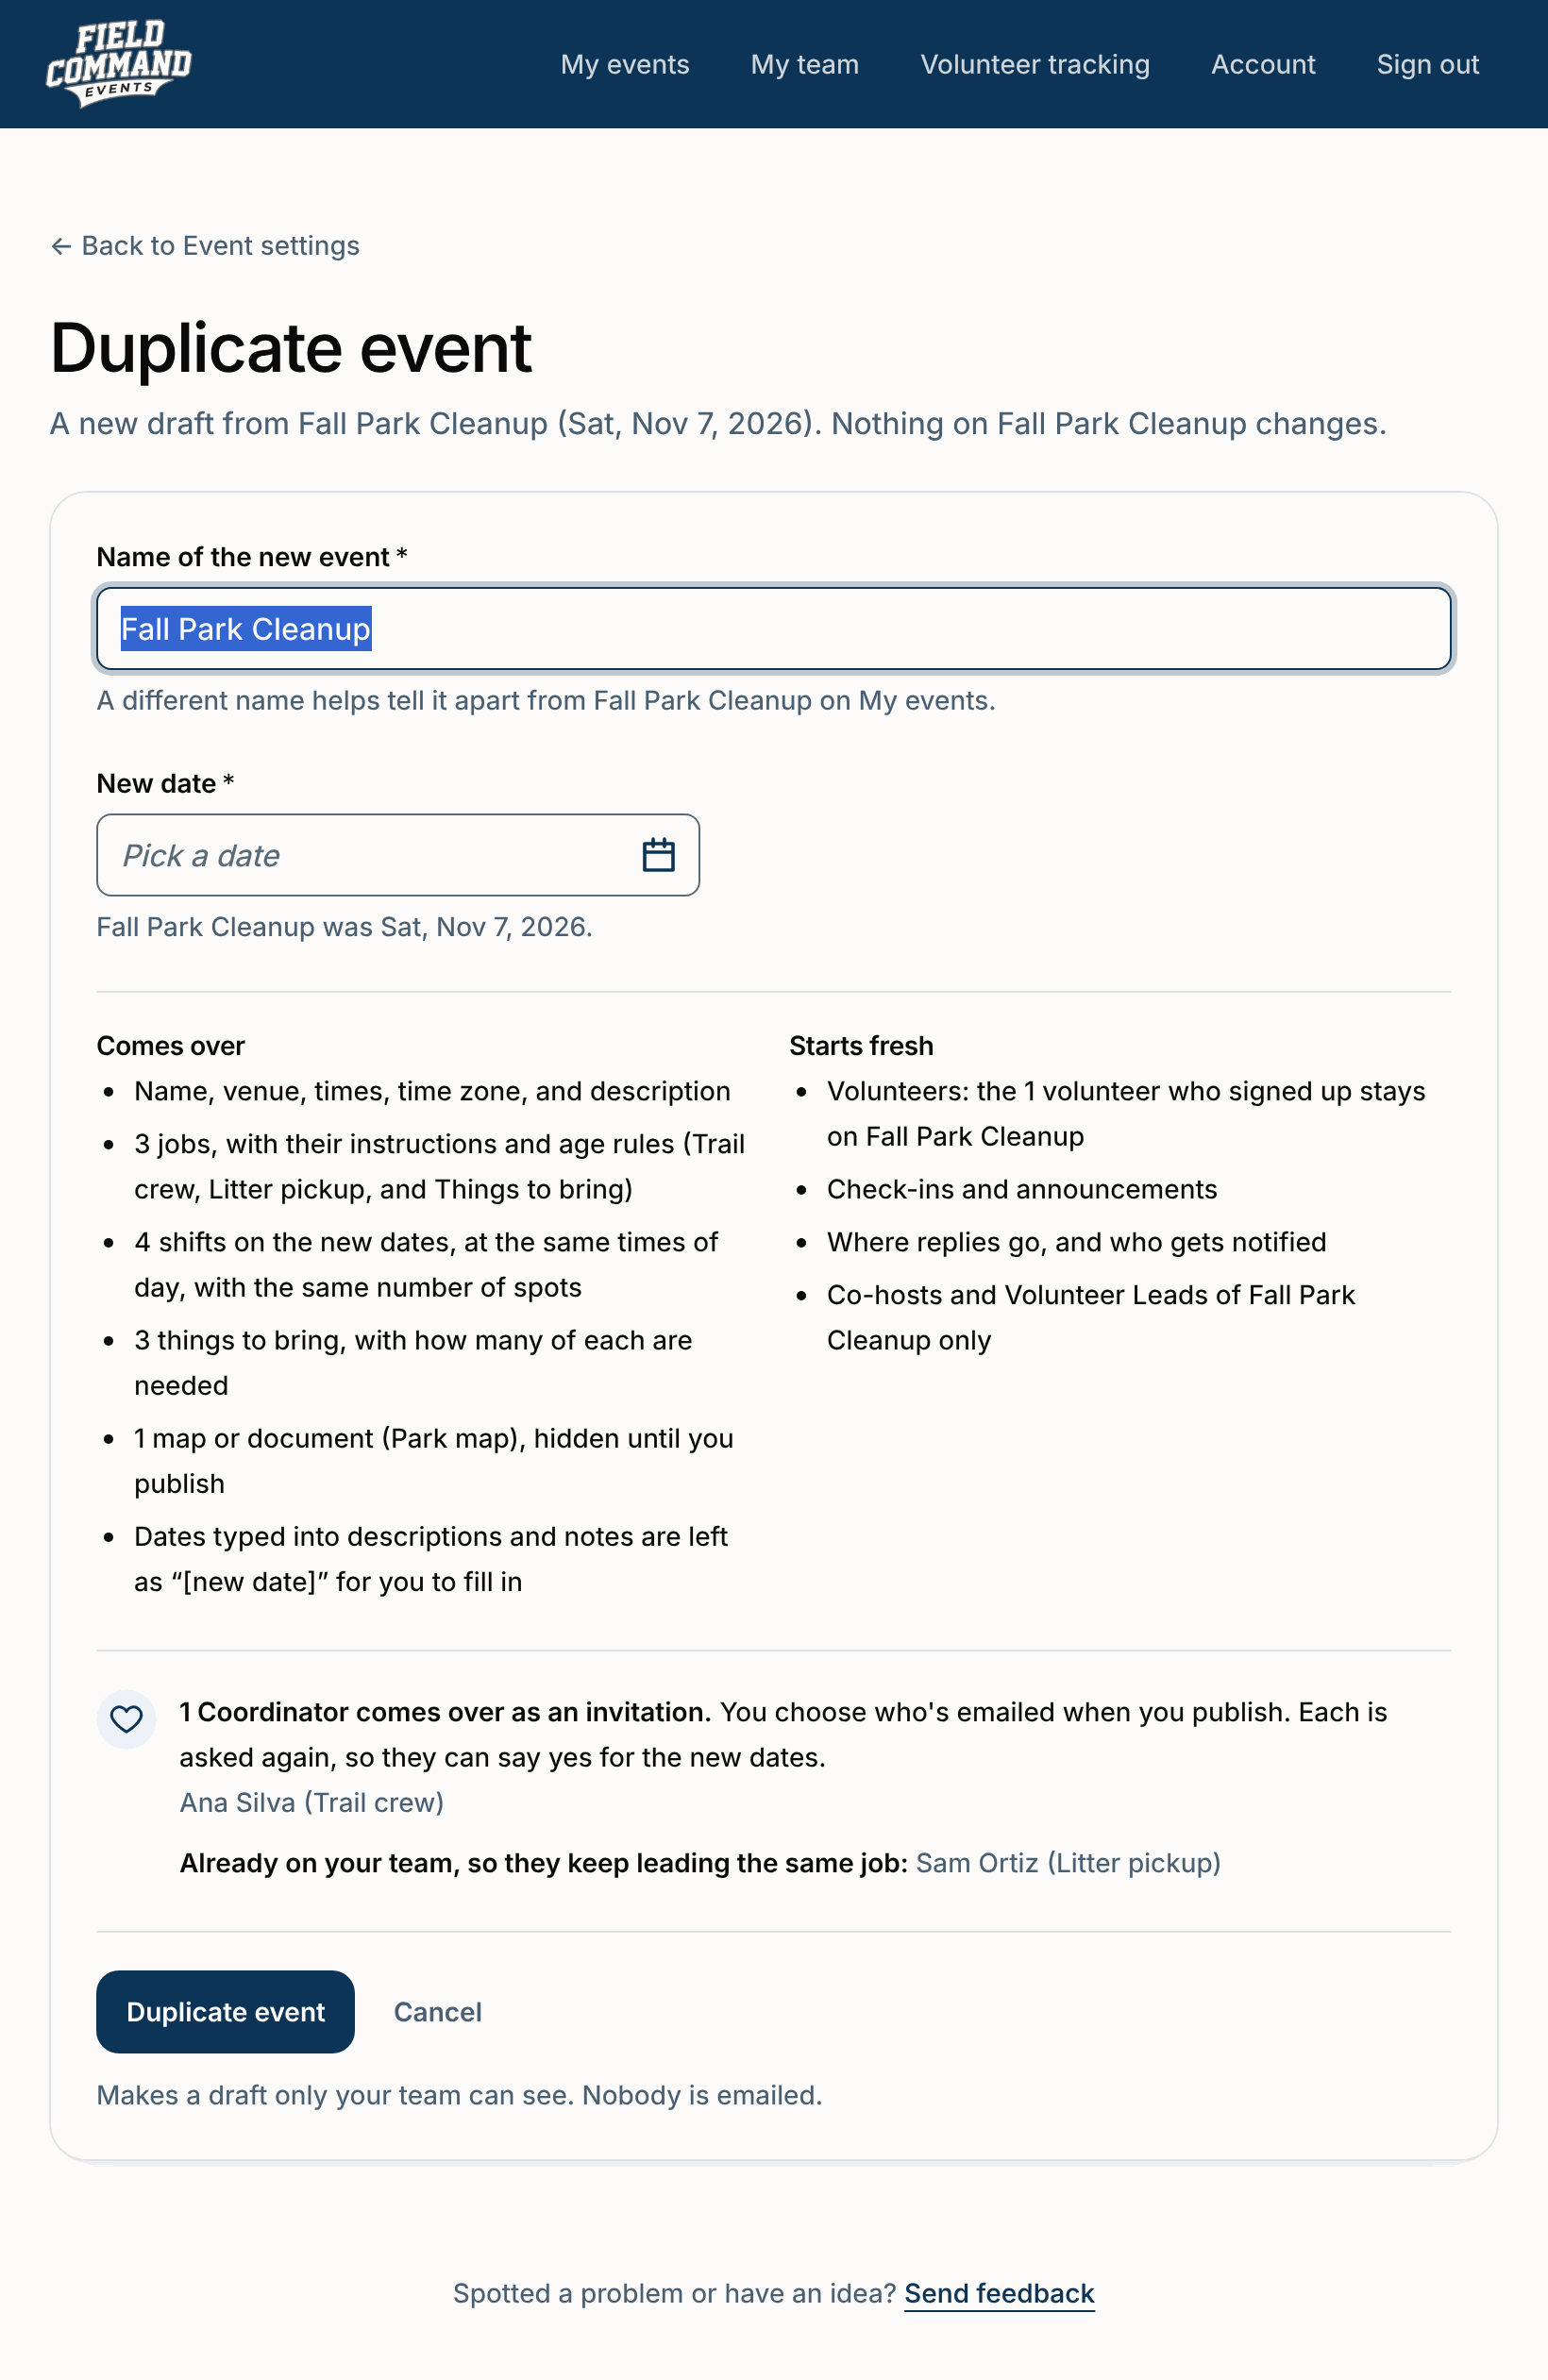 FIELD
COMMAND
EVENTS
My events
My team
Volunteer tracking
Account
Sign out
← Back to Event settings
Duplicate event
A new draft from Fall Park Cleanup (Sat, Nov 7, 2026). Nothing on Fall Park Cleanup changes.
Name of the new event *
Fall Park Cleanup
A different name helps tell it apart from Fall Park Cleanup on My events.
New date *
Pick a date
Fall Park Cleanup was Sat, Nov 7, 2026.
Comes over
• Name, venue, times, time zone, and description
• 3 jobs, with their instructions and age rules (Trail
crew, Litter pickup, and Things to bring)
• 4 shifts on the new dates, at the same times of
day, with the same number of spots
• 3 things to bring, with how many of each are
needed
• 1 map or document (Park map), hidden until you
publish
• Dates typed into descriptions and notes are left
as “[new date]” for you to fill in
Starts fresh
• Volunteers: the 1 volunteer who signed up stays
on Fall Park Cleanup
• Check-ins and announcements
• Where replies go, and who gets notified
• Co-hosts and Volunteer Leads of Fall Park
Cleanup only
1 Coordinator comes over as an invitation. You choose who's emailed when you publish. Each is
asked again, so they can say yes for the new dates.
Ana Silva (Trail crew)
Already on your team, so they keep leading the same job: Sam Ortiz (Litter pickup)
Duplicate event
Cancel
Makes a draft only your team can see. Nobody is emailed.
Spotted a problem or have an idea? Send feedback